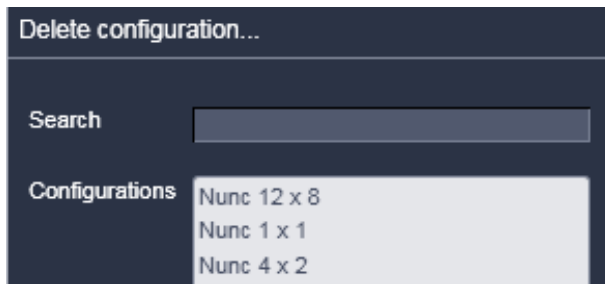 Delete configuration...
Search
Configurations
Nunc 12 x 8
Nunc 1 x 1
Nunc 4 x 2